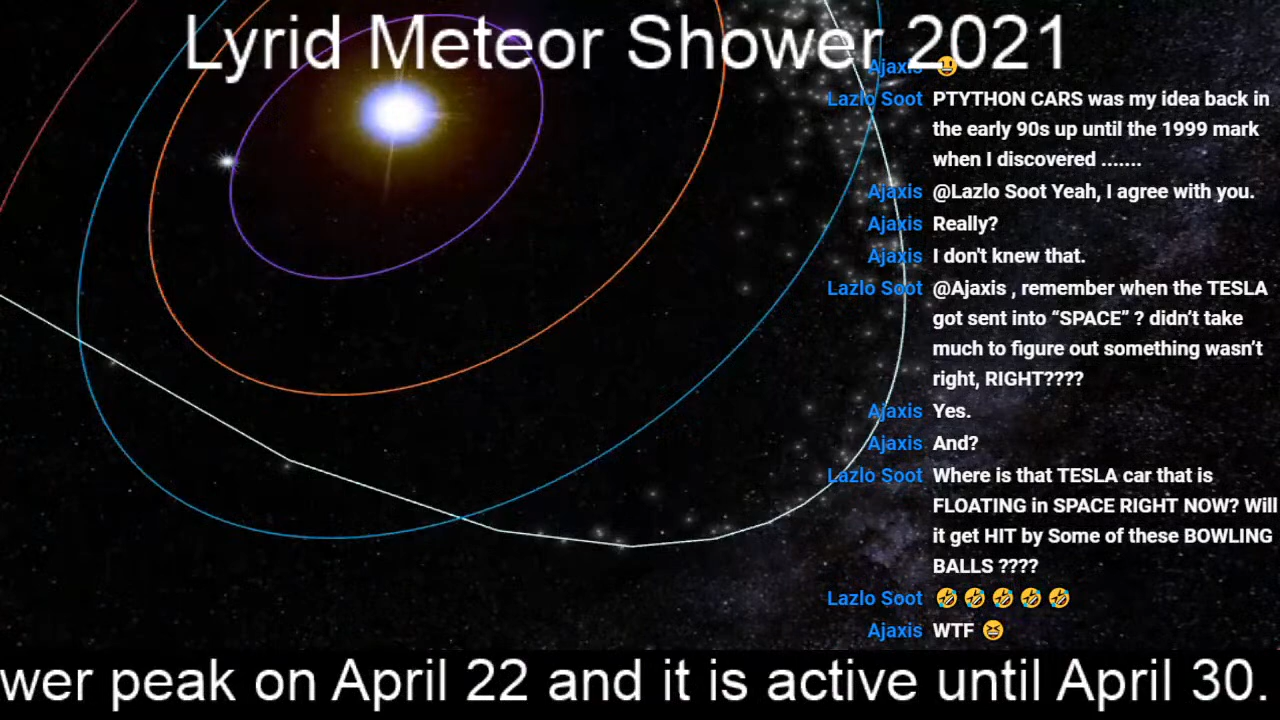 Lyrid Meteor Shower 2021
Ajaxis 😃
Lazlo Soot PTYTHON CARS was my idea back in
the early 90s up until the 1999 mark
when I discovered .......
Ajaxis @Lazlo Soot Yeah, I agree with you.
Ajaxis Really?
Ajaxis I don't knew that.
Lazlo Soot @Ajaxis , remember when the TESLA
got sent into “SPACE” ? didn’t take
much to figure out something wasn’t
right, RIGHT????
Ajaxis Yes.
Ajaxis And?
Lazlo Soot Where is that TESLA car that is
FLOATING in SPACE RIGHT NOW? Will
it get HIT by Some of these BOWLING
BALLS ????
Lazlo Soot 🤣🤣🤣🤣🤣
Ajaxis WTF 😆
wer peak on April 22 and it is active until April 30.